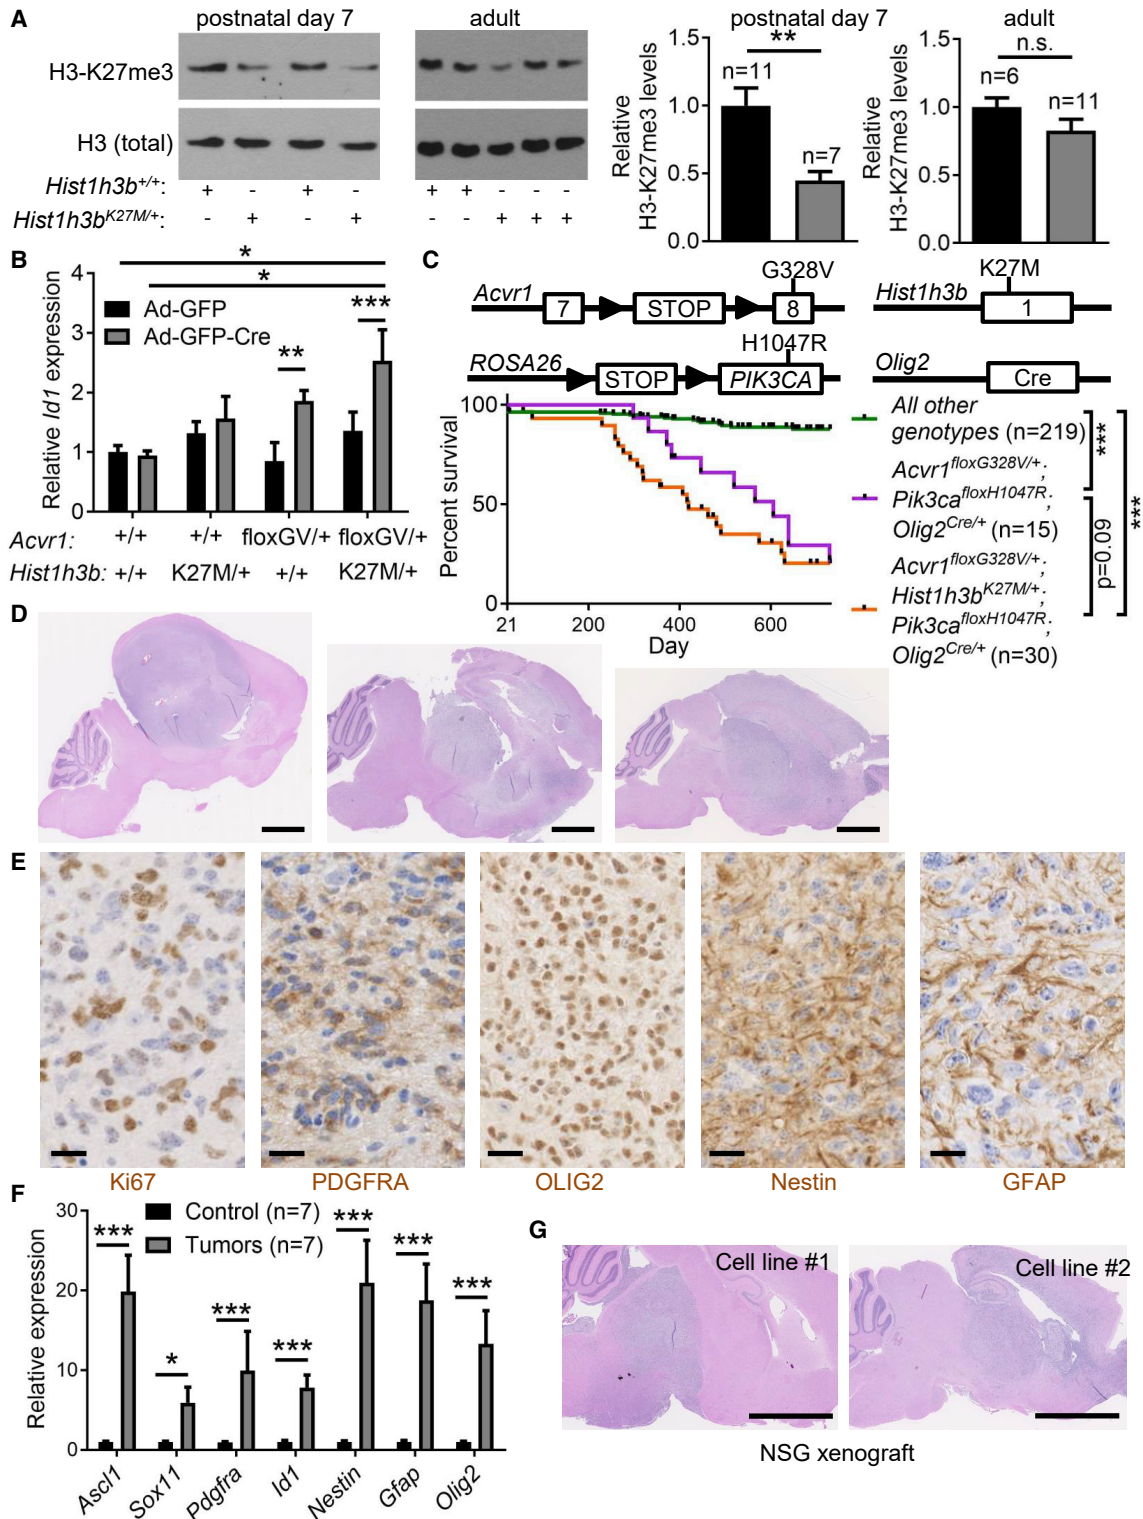 A
postnatal day 7
adult
H3-K27me3
H3 (total)
Hist1h3b+/+: + - + - + + - - -
Hist1h3bK27M/+: - + - + - - + + +
postnatal day 7
adult
Relative H3-K27me3 levels
1.5
1.0
0.5
0.0
n=11
**
n=7
Relative H3-K27me3 levels
1.5
1.0
0.5
0.0
n=6
n.s.
n=11
B
Relative Id1 expression
4
3
2
1
0
Ad-GFP
Ad-GFP-Cre
*
*
**
***
Acvr1: +/+ +/+ floxGV/+ floxGV/+
Hist1h3b: +/+ K27M/+ +/+ K27M/+
C
G328V
Acvr1 7 STOP 8
K27M
Hist1h3b 1
H1047R
ROSA26 STOP PIK3CA
Olig2 Cre
Percent survival
100
50
0
21 200 400 600
Day
All other
genotypes (n=219)
Acvr1floxG328V/+;
Pik3cafloxH1047R;
Olig2Cre/+ (n=15)
Acvr1floxG328V/+;
Hist1h3bK27M/+;
Pik3cafloxH1047R;
Olig2Cre/+ (n=30)
***
p=0.09
***
D
E
Ki67
PDGFRA
OLIG2
Nestin
GFAP
F
Relative expression
30
20
10
0
Control (n=7)
Tumors (n=7)
***
*
***
***
***
***
***
Ascl1
Sox11
Pdgfra
Id1
Nestin
Gfap
Olig2
G
Cell line #1
Cell line #2
NSG xenograft